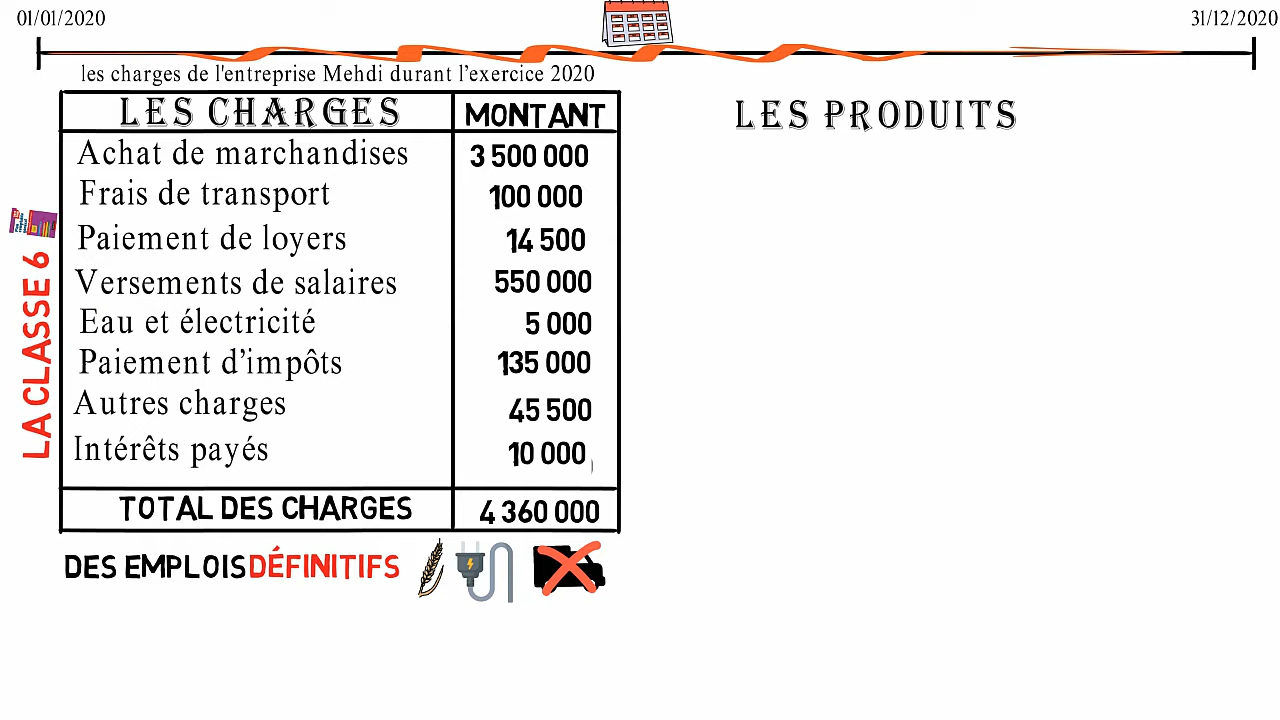 01/01/2020
31/12/2020
les charges de l'entreprise Mehdi durant l'exercice 2020
LES CHARGES MONTANT
LES PRODUITS
Achat de marchandises 3 500 000
Frais de transport 100 000
Paiement de loyers 14 500
Versements de salaires 550 000
Eau et électricité 5 000
Paiement d'impôts 135 000
Autres charges 45 500
Intérêts payés 10 000
TOTAL DES CHARGES 4 360 000
LA CLASSE 6
DES EMPLOIS DÉFINITIFS